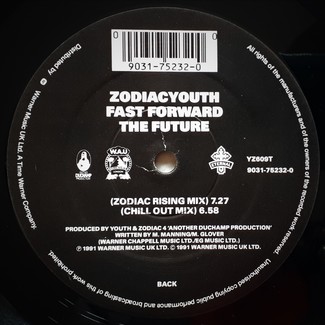 9031-75232-0
ZODIACYOUTH
FAST FORWARD
THE FUTURE
DUCHAMP
W.A.U
ETERNAL
YZ609T
9031-75232-0
(ZODIAC RISING MIX) 7.27
(CHILL OUT MIX) 6.58
PRODUCED BY YOUTH & ZODIAC 4 'ANOTHER DUCHAMP PRODUCTION'
WRITTEN BY M. MANNING/M. GLOVER
(WARNER CHAPPELL MUSIC LTD./EG MUSIC LTD.)
℗ 1991 WARNER MUSIC UK LTD. © 1991 WARNER MUSIC UK LTD.
BACK
Distributed by Warner Music UK Ltd. A Time Warner Company.
All rights of the manufacturers and of the owners of the recorded work reserved.
Unauthorised copying public performance and broadcasting of this work prohibited.